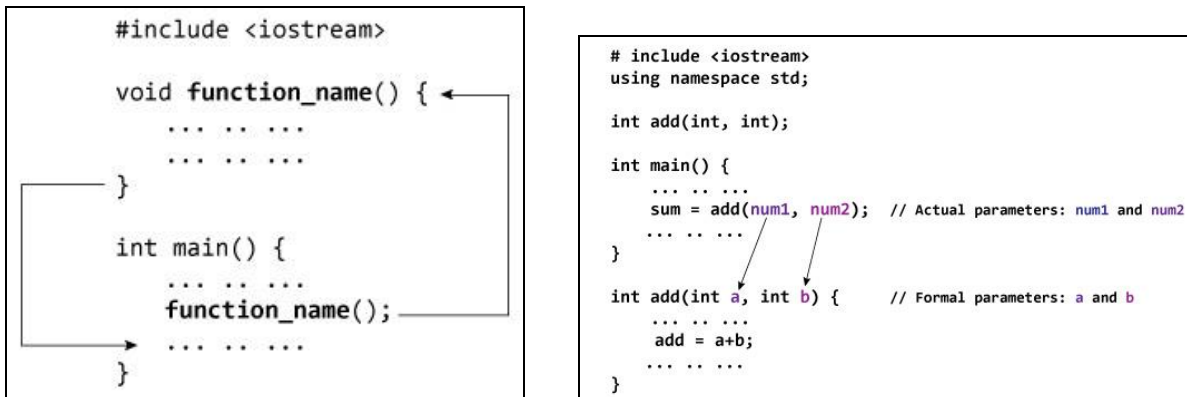 #include <iostream>
void function_name() {
... .. ...
... .. ...
}
int main() {
... .. ...
function_name();
... .. ...
}
# include <iostream>
using namespace std;
int add(int, int);
int main() {
... .. ...
sum = add(num1, num2); // Actual parameters: num1 and num2
... .. ...
}
int add(int a, int b) { // Formal parameters: a and b
... .. ...
add = a+b;
... .. ...
}